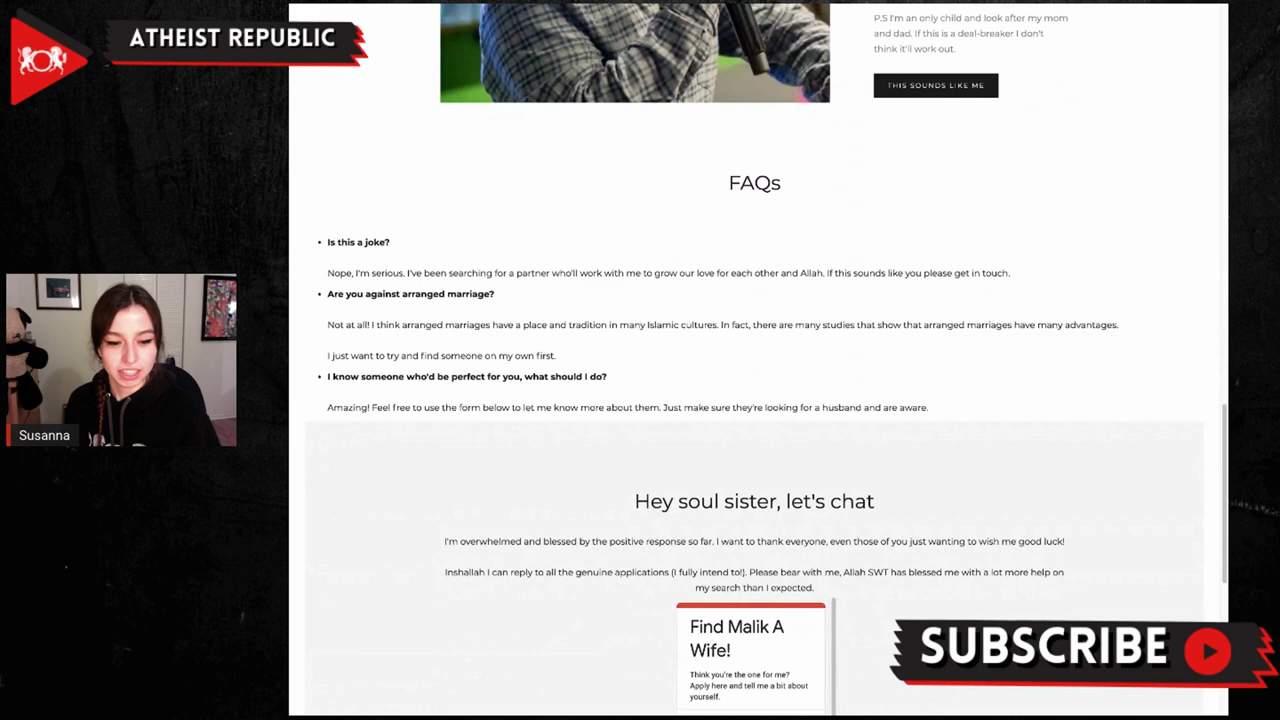 ATHEIST REPUBLIC
P.S I'm an only child and look after my mom
and dad. If this is a deal-breaker I don't
think it'll work out.
THIS SOUNDS LIKE ME
FAQs
• Is this a joke?
Nope, I'm serious. I've been searching for a partner who'll work with me to grow our love for each other and Allah. If this sounds like you please get in touch.
• Are you against arranged marriage?
Not at all! I think arranged marriages have a place and tradition in many Islamic cultures. In fact, there are many studies that show that arranged marriages have many advantages.
I just want to try and find someone on my own first.
• I know someone who'd be perfect for you, what should I do?
Amazing! Feel free to use the form below to let me know more about them. Just make sure they're looking for a husband and are aware.
Susanna
Hey soul sister, let's chat
I'm overwhelmed and blessed by the positive response so far. I want to thank everyone, even those of you just wanting to wish me good luck!
Inshallah I can reply to all the genuine applications (I fully intend to!). Please bear with me, Allah SWT has blessed me with a lot more help on
my search than I expected.
Find Malik A
Wife!
Think you're the one for me?
Apply here and tell me a bit about
yourself.
SUBSCRIBE